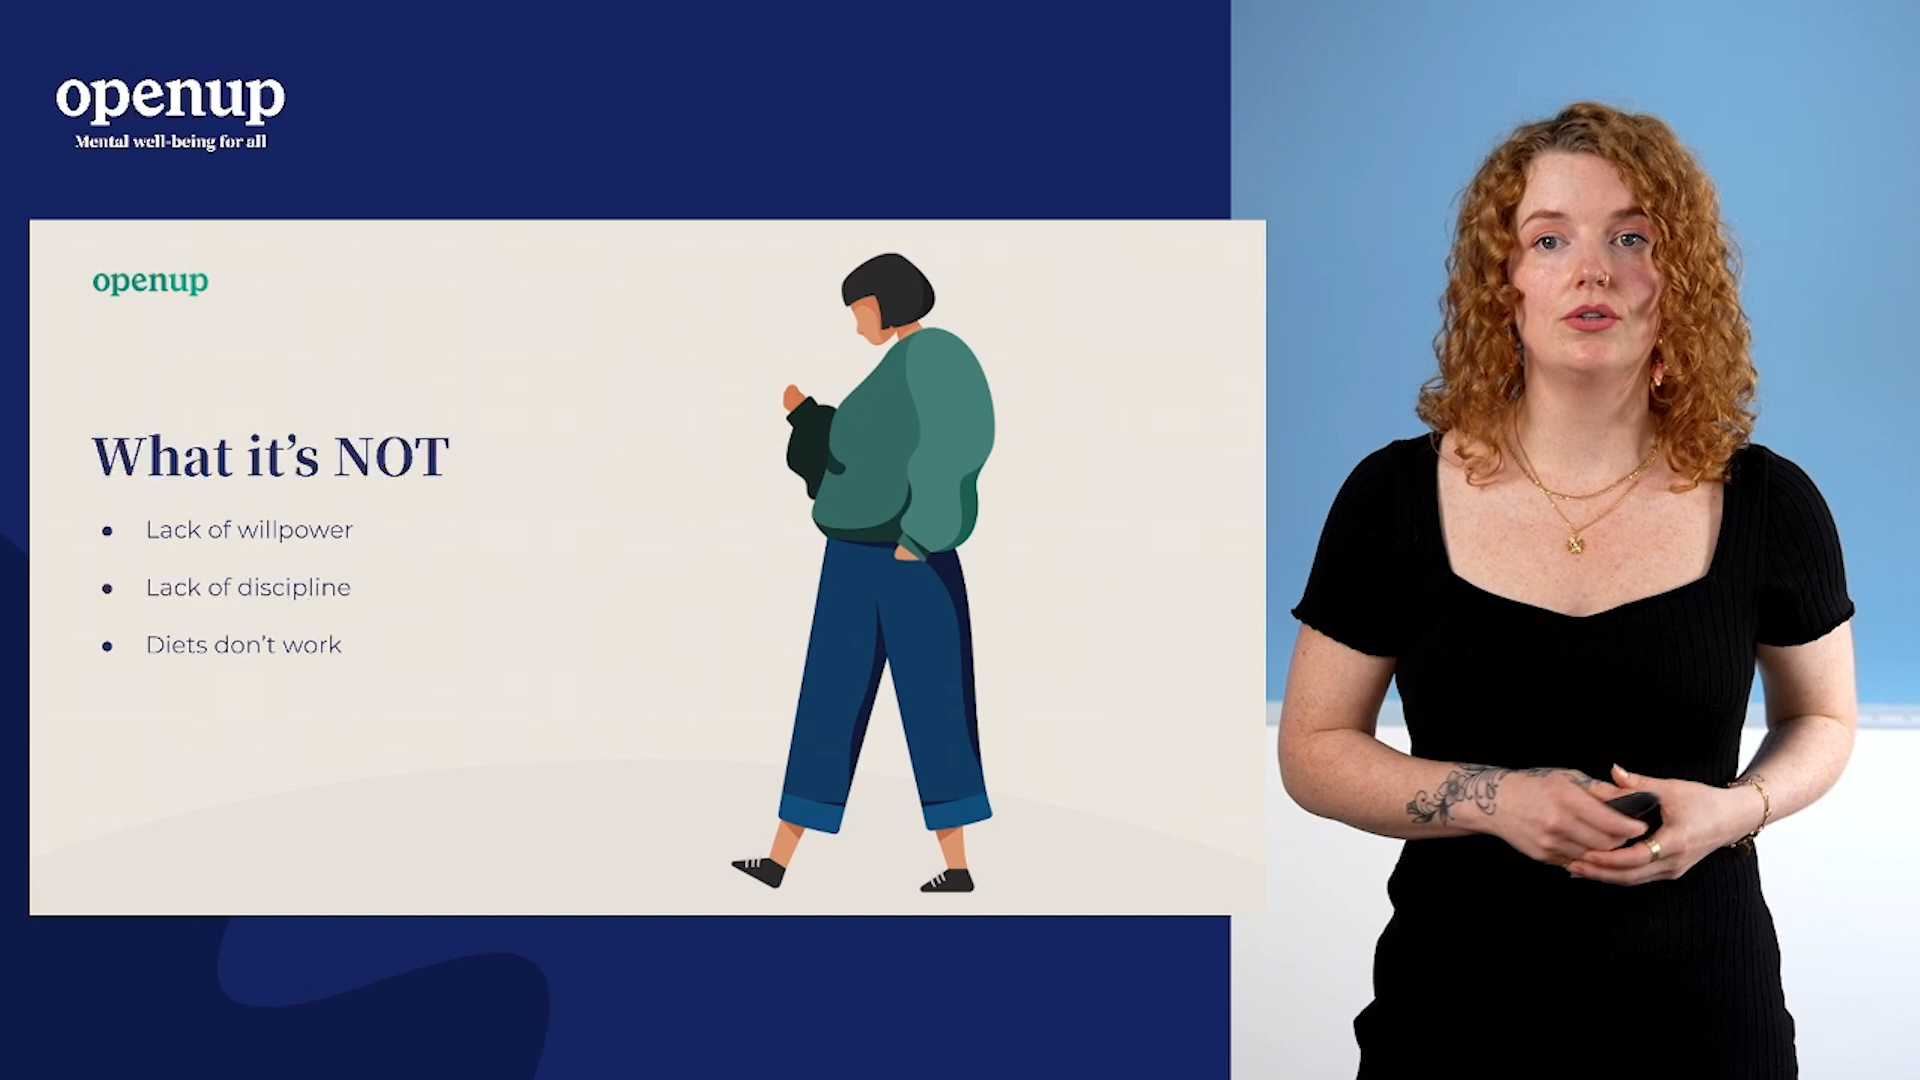 openup
Mental well-being for all
openup
What it's NOT
● Lack of willpower
● Lack of discipline
● Diets don't work